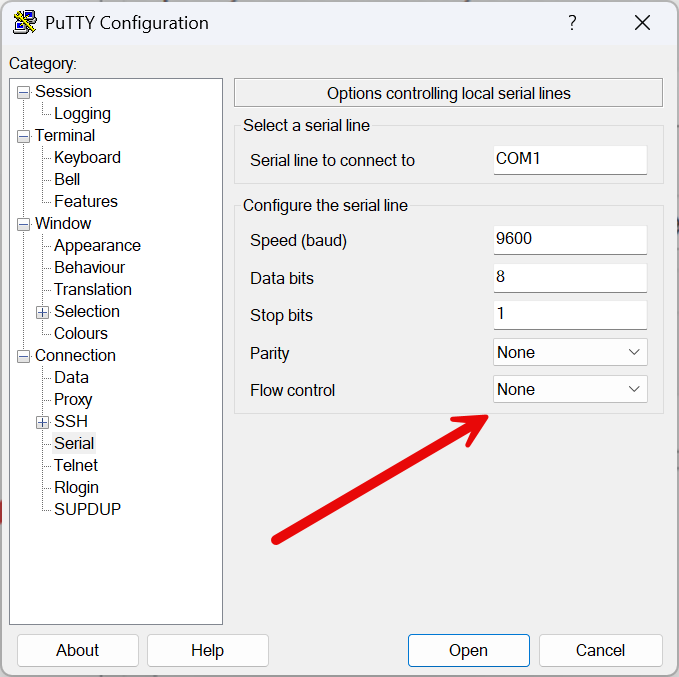 PuTTY Configuration
?
Category:
Session
Logging
Terminal
Keyboard
Bell
Features
Window
Appearance
Behaviour
Translation
Selection
Colours
Connection
Data
Proxy
SSH
Serial
Telnet
Rlogin
SUPDUP
Options controlling local serial lines
Select a serial line
Serial line to connect to COM1
Configure the serial line
Speed (baud) 9600
Data bits 8
Stop bits 1
Parity None
Flow control None
About Help Open Cancel